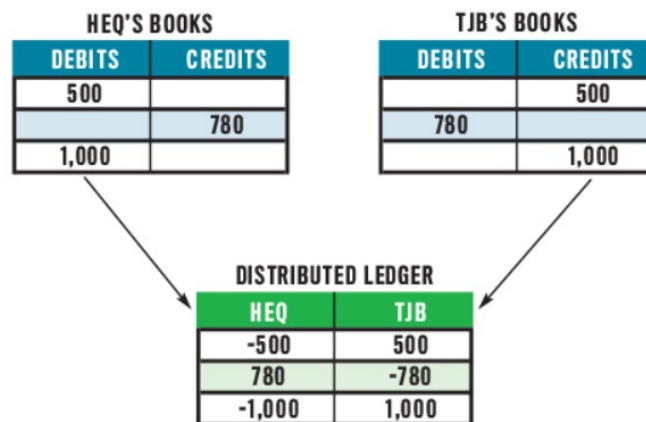 HEQ'S BOOKS
DEBITS CREDITS
500
780
1,000
TJB'S BOOKS
DEBITS CREDITS
500
780
1,000
DISTRIBUTED LEDGER
HEQ TJB
-500 500
780 -780
-1,000 1,000